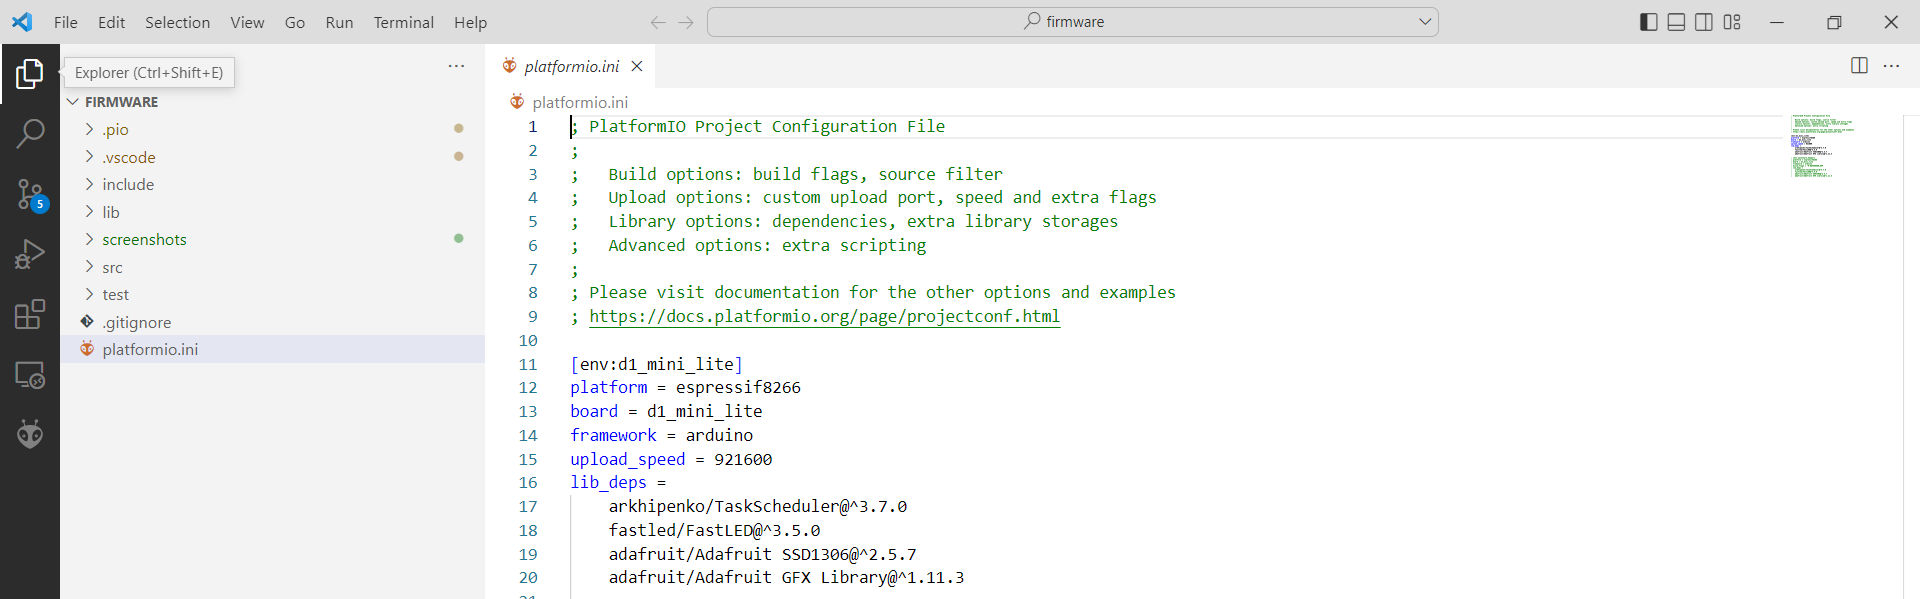 File Edit Selection View Go Run Terminal Help
firmware
Explorer (Ctrl+Shift+E)
FIRMWARE
.pio
.vscode
include
lib
screenshots
src
test
.gitignore
platformio.ini
5
platformio.ini
platformio.ini
1 ; PlatformIO Project Configuration File
2 ;
3 ;   Build options: build flags, source filter
4 ;   Upload options: custom upload port, speed and extra flags
5 ;   Library options: dependencies, extra library storages
6 ;   Advanced options: extra scripting
7 ;
8 ; Please visit documentation for the other options and examples
9 ; https://docs.platformio.org/page/projectconf.html
10
11 [env:d1_mini_lite]
12 platform = espressif8266
13 board = d1_mini_lite
14 framework = arduino
15 upload_speed = 921600
16 lib_deps =
17     arkhipenko/TaskScheduler@^3.7.0
18     fastled/FastLED@^3.5.0
19     adafruit/Adafruit SSD1306@^2.5.7
20     adafruit/Adafruit GFX Library@^1.11.3